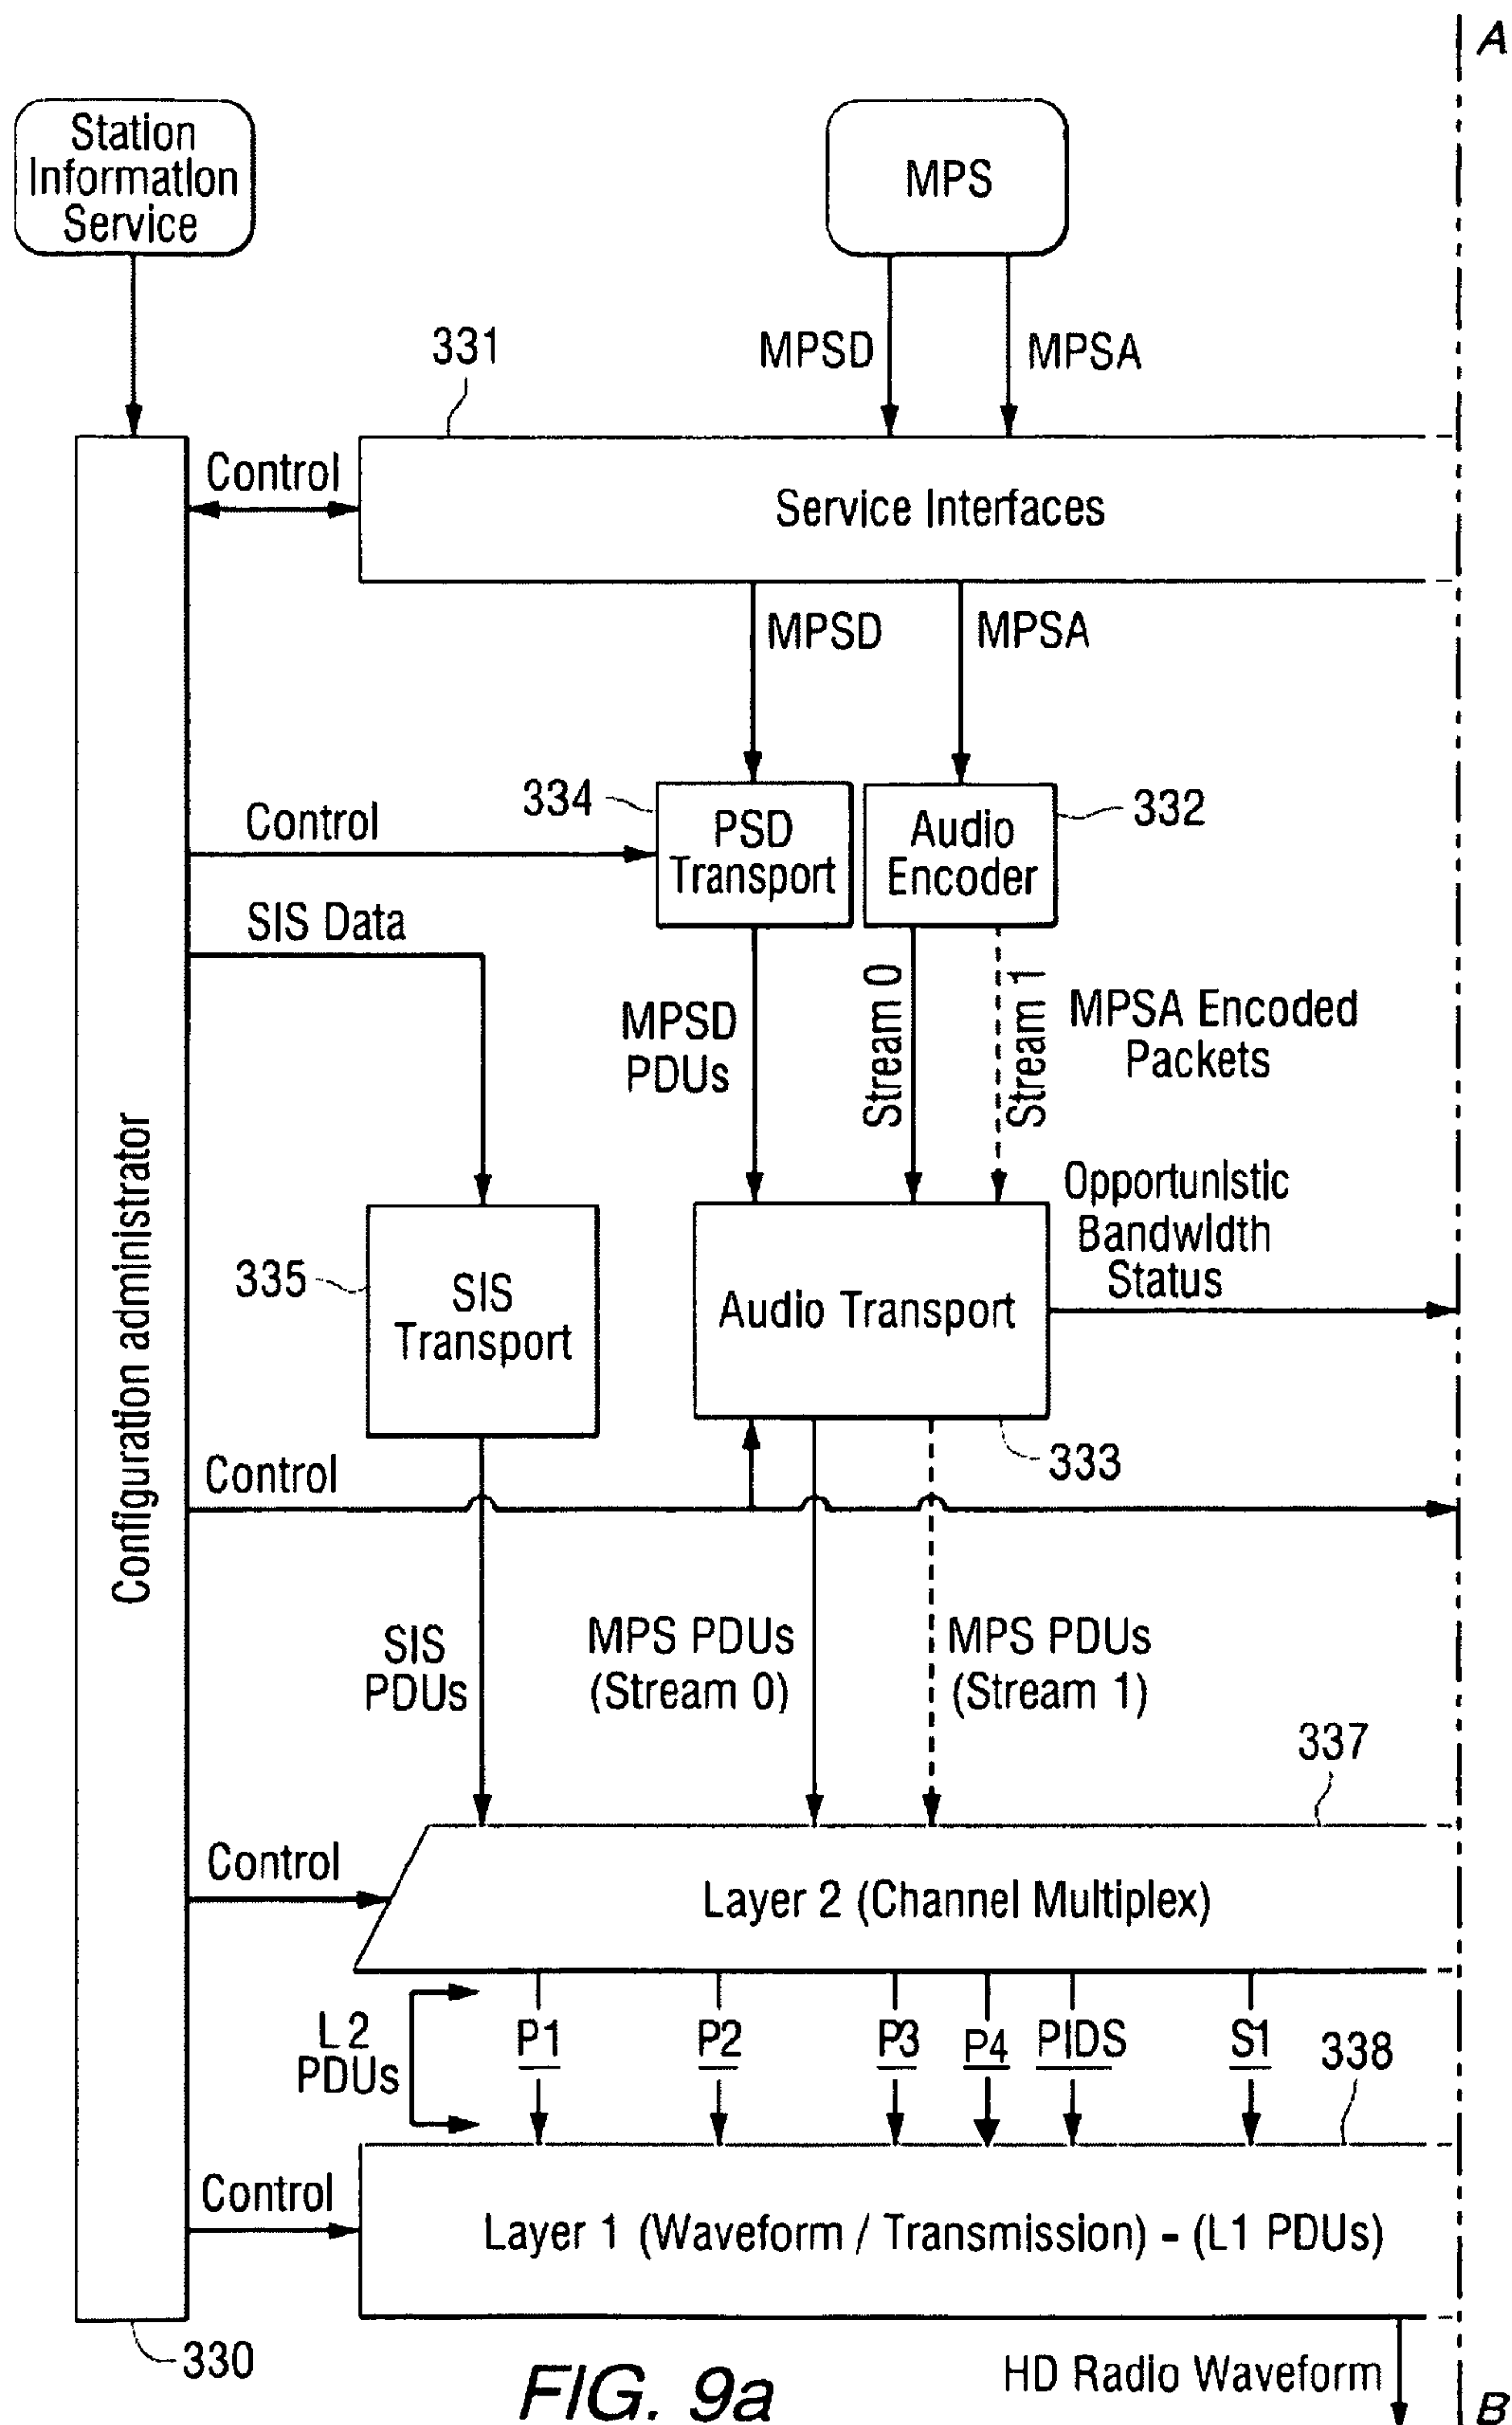 A
Station
Information
Service
MPS
331
MPSD
MPSA
Control
Service Interfaces
MPSD
MPSA
334
PSD
Transport
Audio
Encoder
332
Control
SIS Data
MPSD
PDUs
Stream 0
Stream 1
MPSA Encoded
Packets
Opportunistic
Bandwidth
Status
Configuration administrator
335
SIS
Transport
Audio Transport
333
Control
SIS
PDUs
MPS PDUs
(Stream 0)
MPS PDUs
(Stream 1)
337
Control
Layer 2 (Channel Multiplex)
L2
PDUs
P1
P2
P3
P4
PIDS
S1
338
Control
Layer 1 (Waveform / Transmission) - (L1 PDUs)
330
FIG. 9a
HD Radio Waveform
B